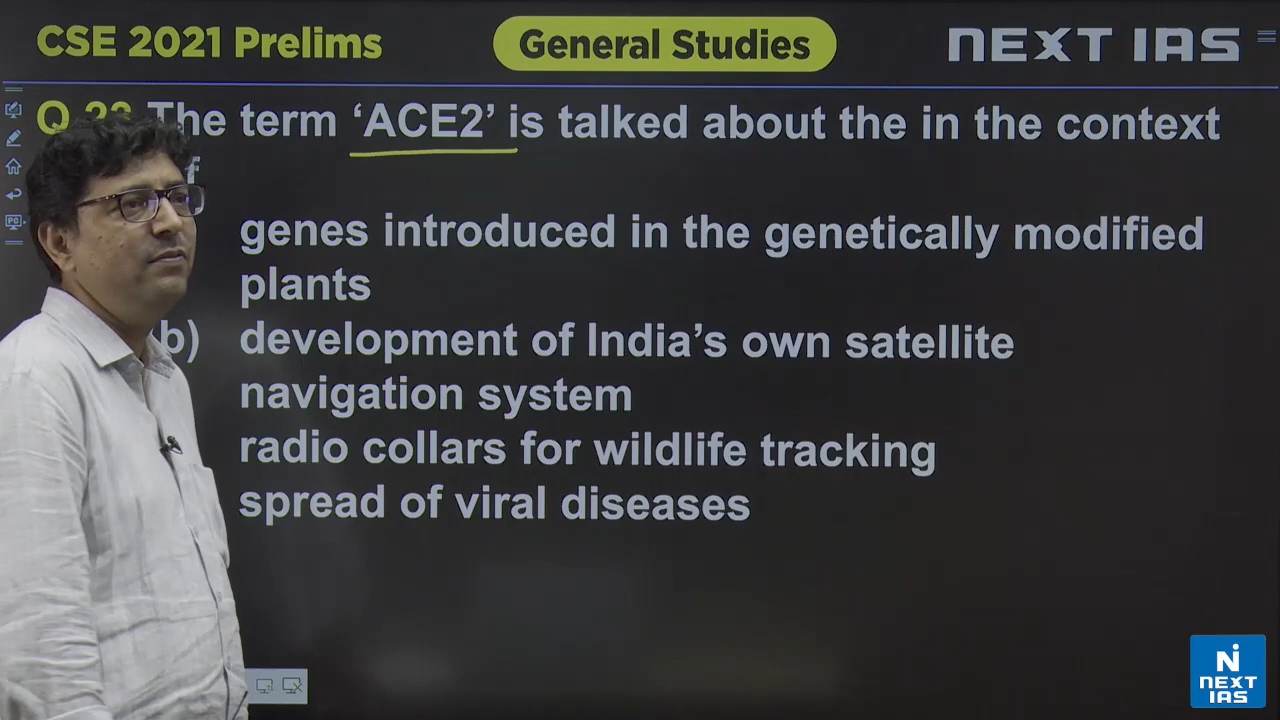 CSE 2021 Prelims
General Studies
NEXT IAS
The term ‘ACE2’ is talked about the in the context
genes introduced in the genetically modified
plants
b) development of India’s own satellite
navigation system
radio collars for wildlife tracking
spread of viral diseases
NEXT
IAS